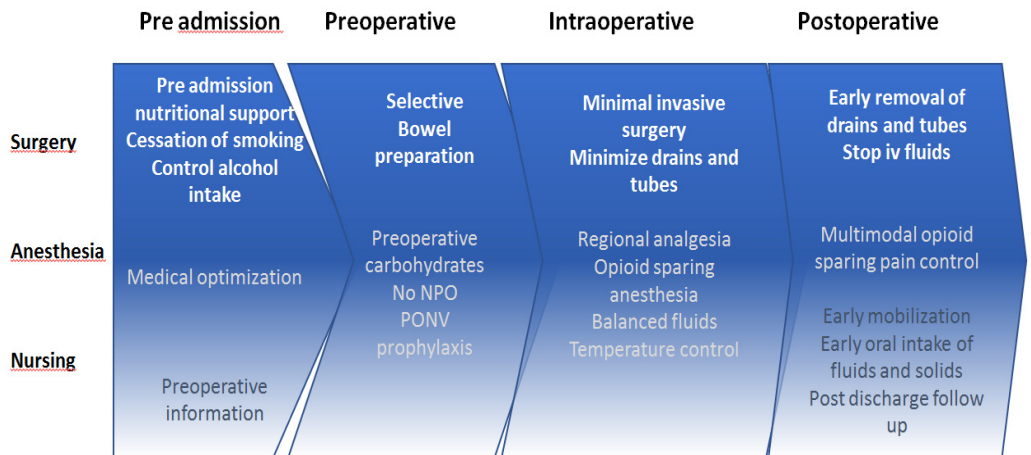 Pre admission
Preoperative
Intraoperative
Postoperative
Surgery
Pre admission
nutritional support
Cessation of smoking
Control alcohol
intake
Selective
Bowel
preparation
Minimal invasive
surgery
Minimize drains and
tubes
Early removal of
drains and tubes
Stop iv fluids
Anesthesia
Medical optimization
Preoperative
carbohydrates
No NPO
PONV
prophylaxis
Regional analgesia
Opioid sparing
anesthesia
Balanced fluids
Temperature control
Multimodal opioid
sparing pain control
Nursing
Preoperative
information
Early mobilization
Early oral intake of
fluids and solids
Post discharge follow
up